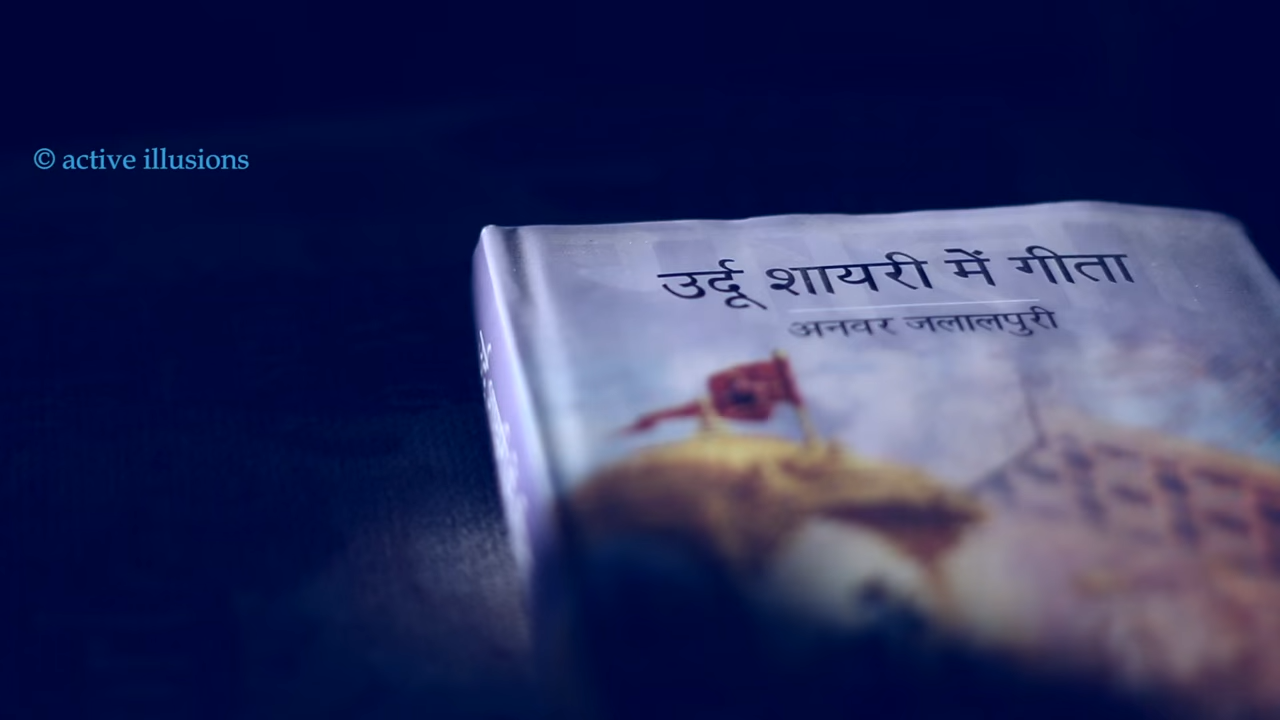 © active illusions
उर्दू शायरी में गीता
अनवर जलालपुरी